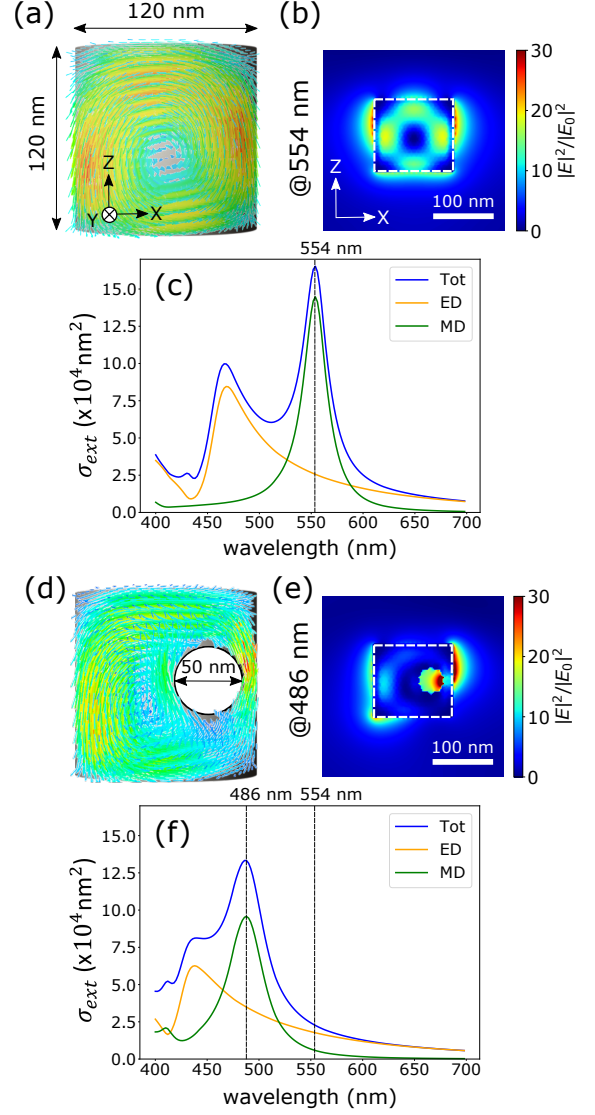 (a)
120 nm
120 nm
Z
Y
X
(b)
@554 nm
Z
X
100 nm
30
20
10
0
|E|²/|E₀|²
554 nm
(c)
Tot
ED
MD
15.0
12.5
10.0
7.5
5.0
2.5
0.0
σₑₓₜ (x10⁴nm²)
400 450 500 550 600 650 700
wavelength (nm)
(d)
50 nm
(e)
@486 nm
100 nm
30
20
10
0
|E|²/|E₀|²
486 nm 554 nm
(f)
Tot
ED
MD
15.0
12.5
10.0
7.5
5.0
2.5
0.0
σₑₓₜ (x10⁴nm²)
400 450 500 550 600 650 700
wavelength (nm)